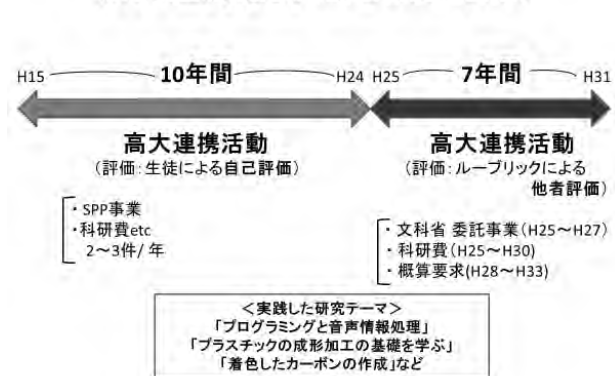 H15 10年間 H24 H25 7年間 H31
高大連携活動
(評価：生徒による自己評価)
・SPP事業
・科研費etc
2～3件/年
高大連携活動
(評価：ルーブリックによる
他者評価)
・文科省 委託事業(H25～H27)
・科研費(H25～H30)
・概算要求(H28～H33)
＜実践した研究テーマ＞
「プログラミングと音声情報処理」
「プラスチックの成形加工の基礎を学ぶ」
「着色したカーボンの作成」など